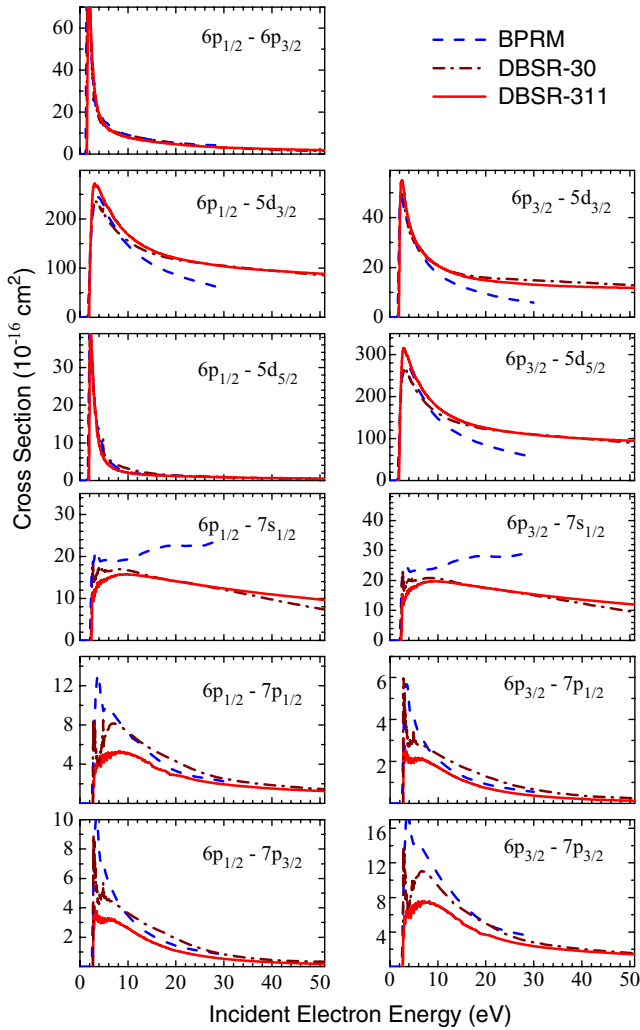 6p1/2 - 6p3/2
BPRM
DBSR-30
DBSR-311
60
40
20
0
6p1/2 - 5d3/2
200
100
0
6p3/2 - 5d3/2
40
20
0
6p1/2 - 5d5/2
30
20
10
0
6p3/2 - 5d5/2
300
200
100
0
6p1/2 - 7s1/2
30
20
10
0
6p3/2 - 7s1/2
40
30
20
10
0
6p1/2 - 7p1/2
12
8
4
6p3/2 - 7p1/2
6
4
2
0
6p1/2 - 7p3/2
10
8
6
4
2
0 10 20 30 40 50
6p3/2 - 7p3/2
16
12
8
4
0 10 20 30 40 50
Cross Section (10-16 cm2)
Incident Electron Energy (eV)